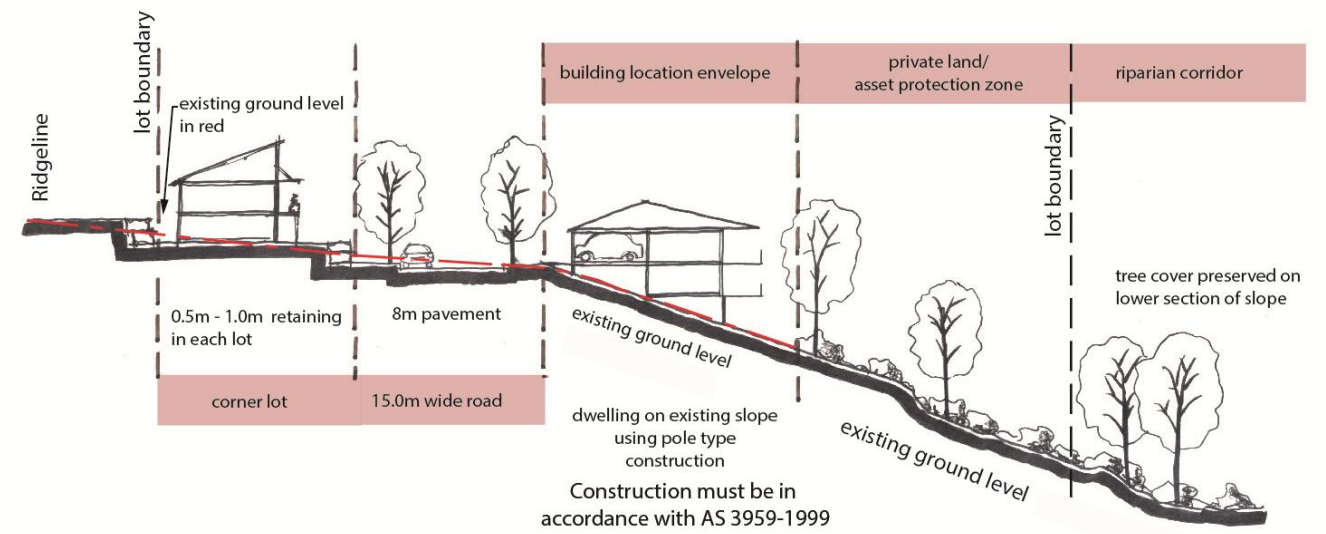 Ridgeline
lot boundary
existing ground level
in red
building location envelope
private land/
asset protection zone
riparian corridor
lot boundary
tree cover preserved on
lower section of slope
0.5m - 1.0m retaining
in each lot
8m pavement
existing ground level
corner lot
15.0m wide road
dwelling on existing slope
using pole type
construction
Construction must be in
accordance with AS 3959-1999
existing ground level